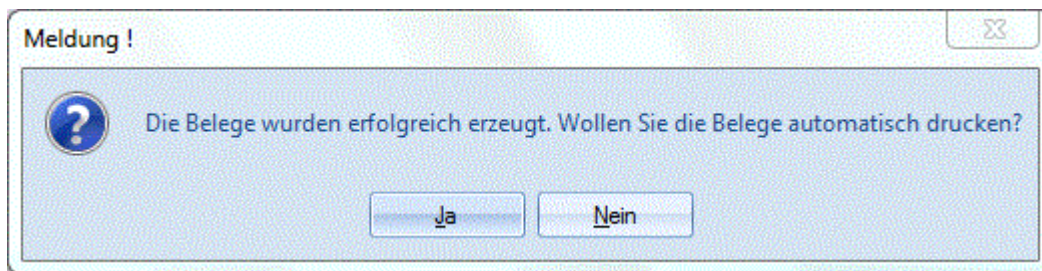 Meldung !
Die Belege wurden erfolgreich erzeugt. Wollen Sie die Belege automatisch drucken?
Ja
Nein